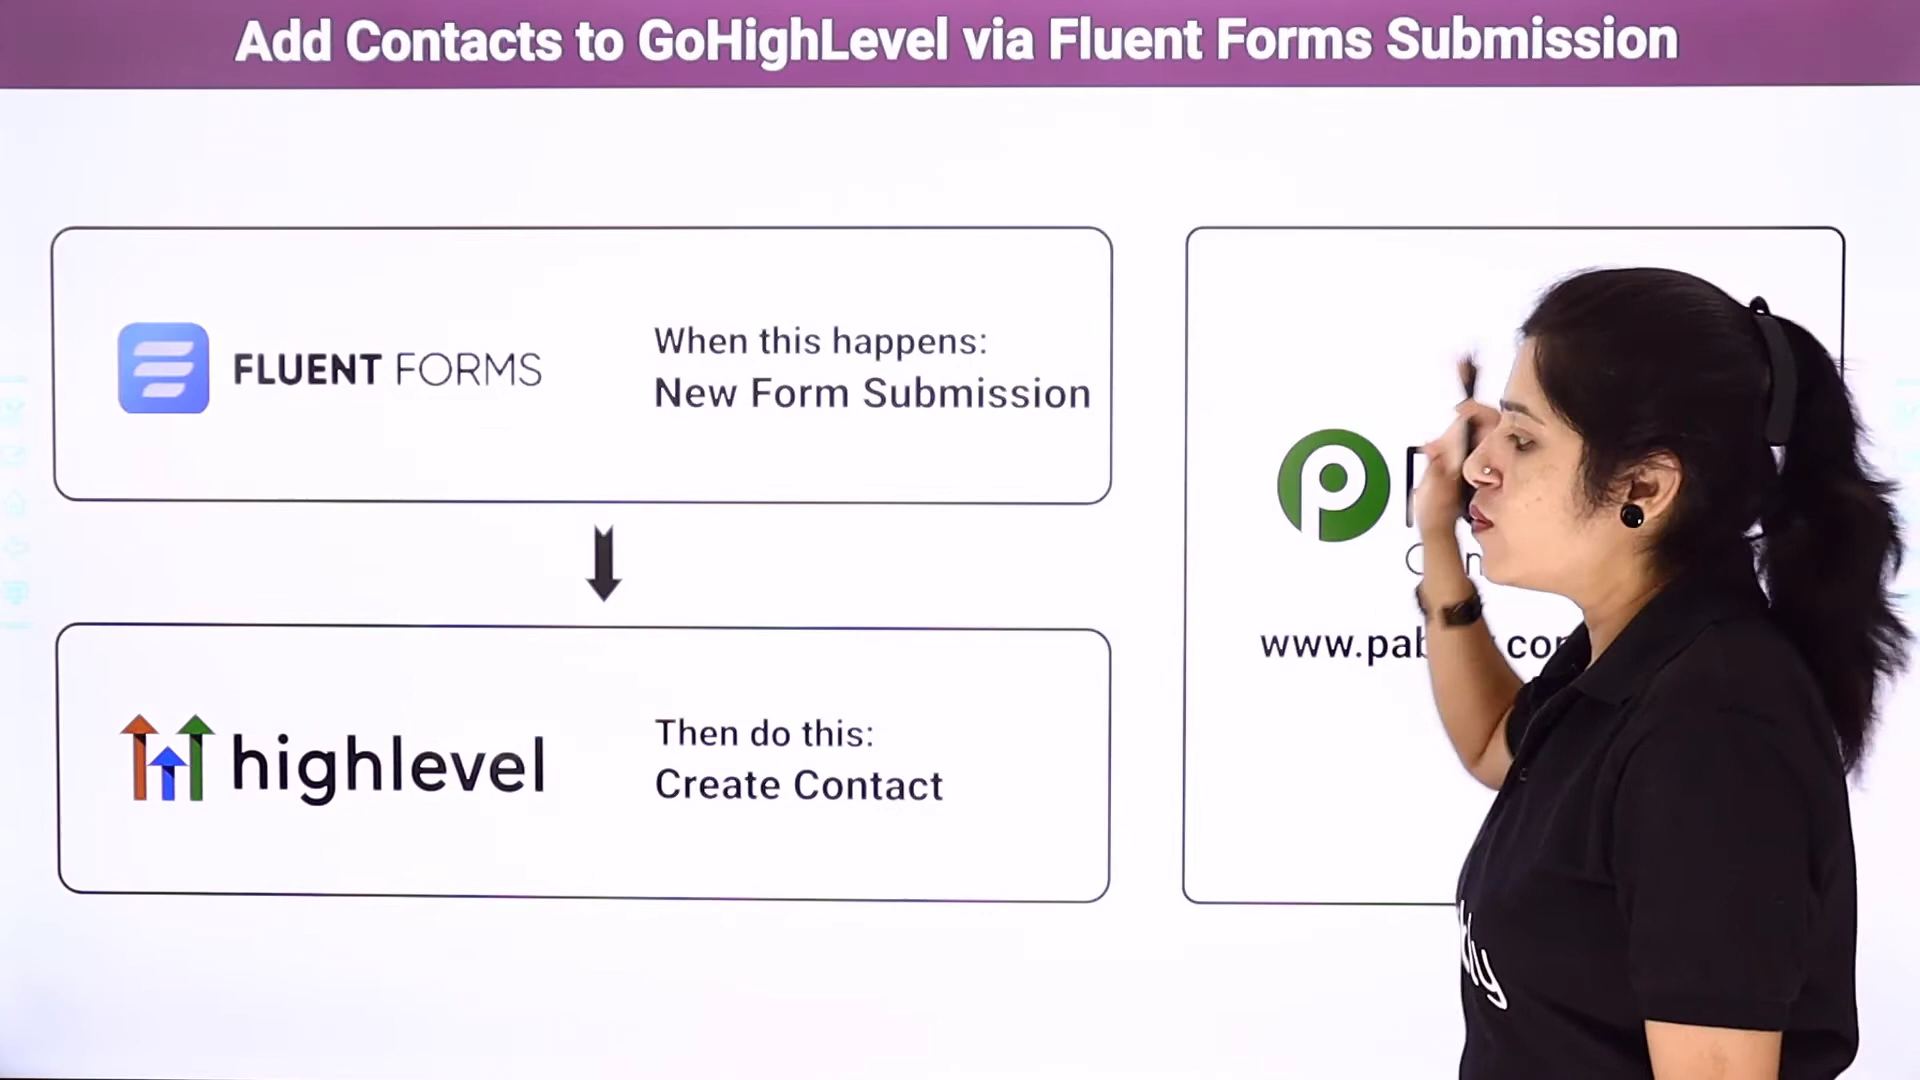 Add Contacts to GoHighLevel via Fluent Forms Submission
FLUENT FORMS
When this happens:
New Form Submission
highlevel
Then do this:
Create Contact